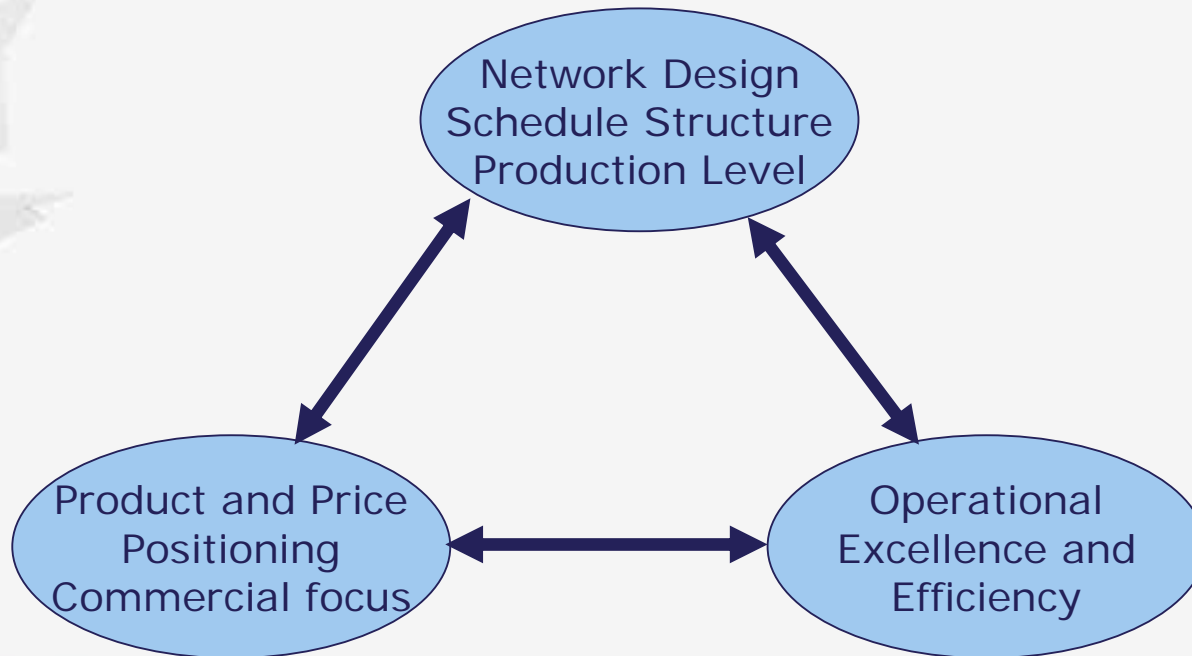 Network Design
Schedule Structure
Production Level
Product and Price
Positioning
Commercial focus
Operational
Excellence and
Efficiency